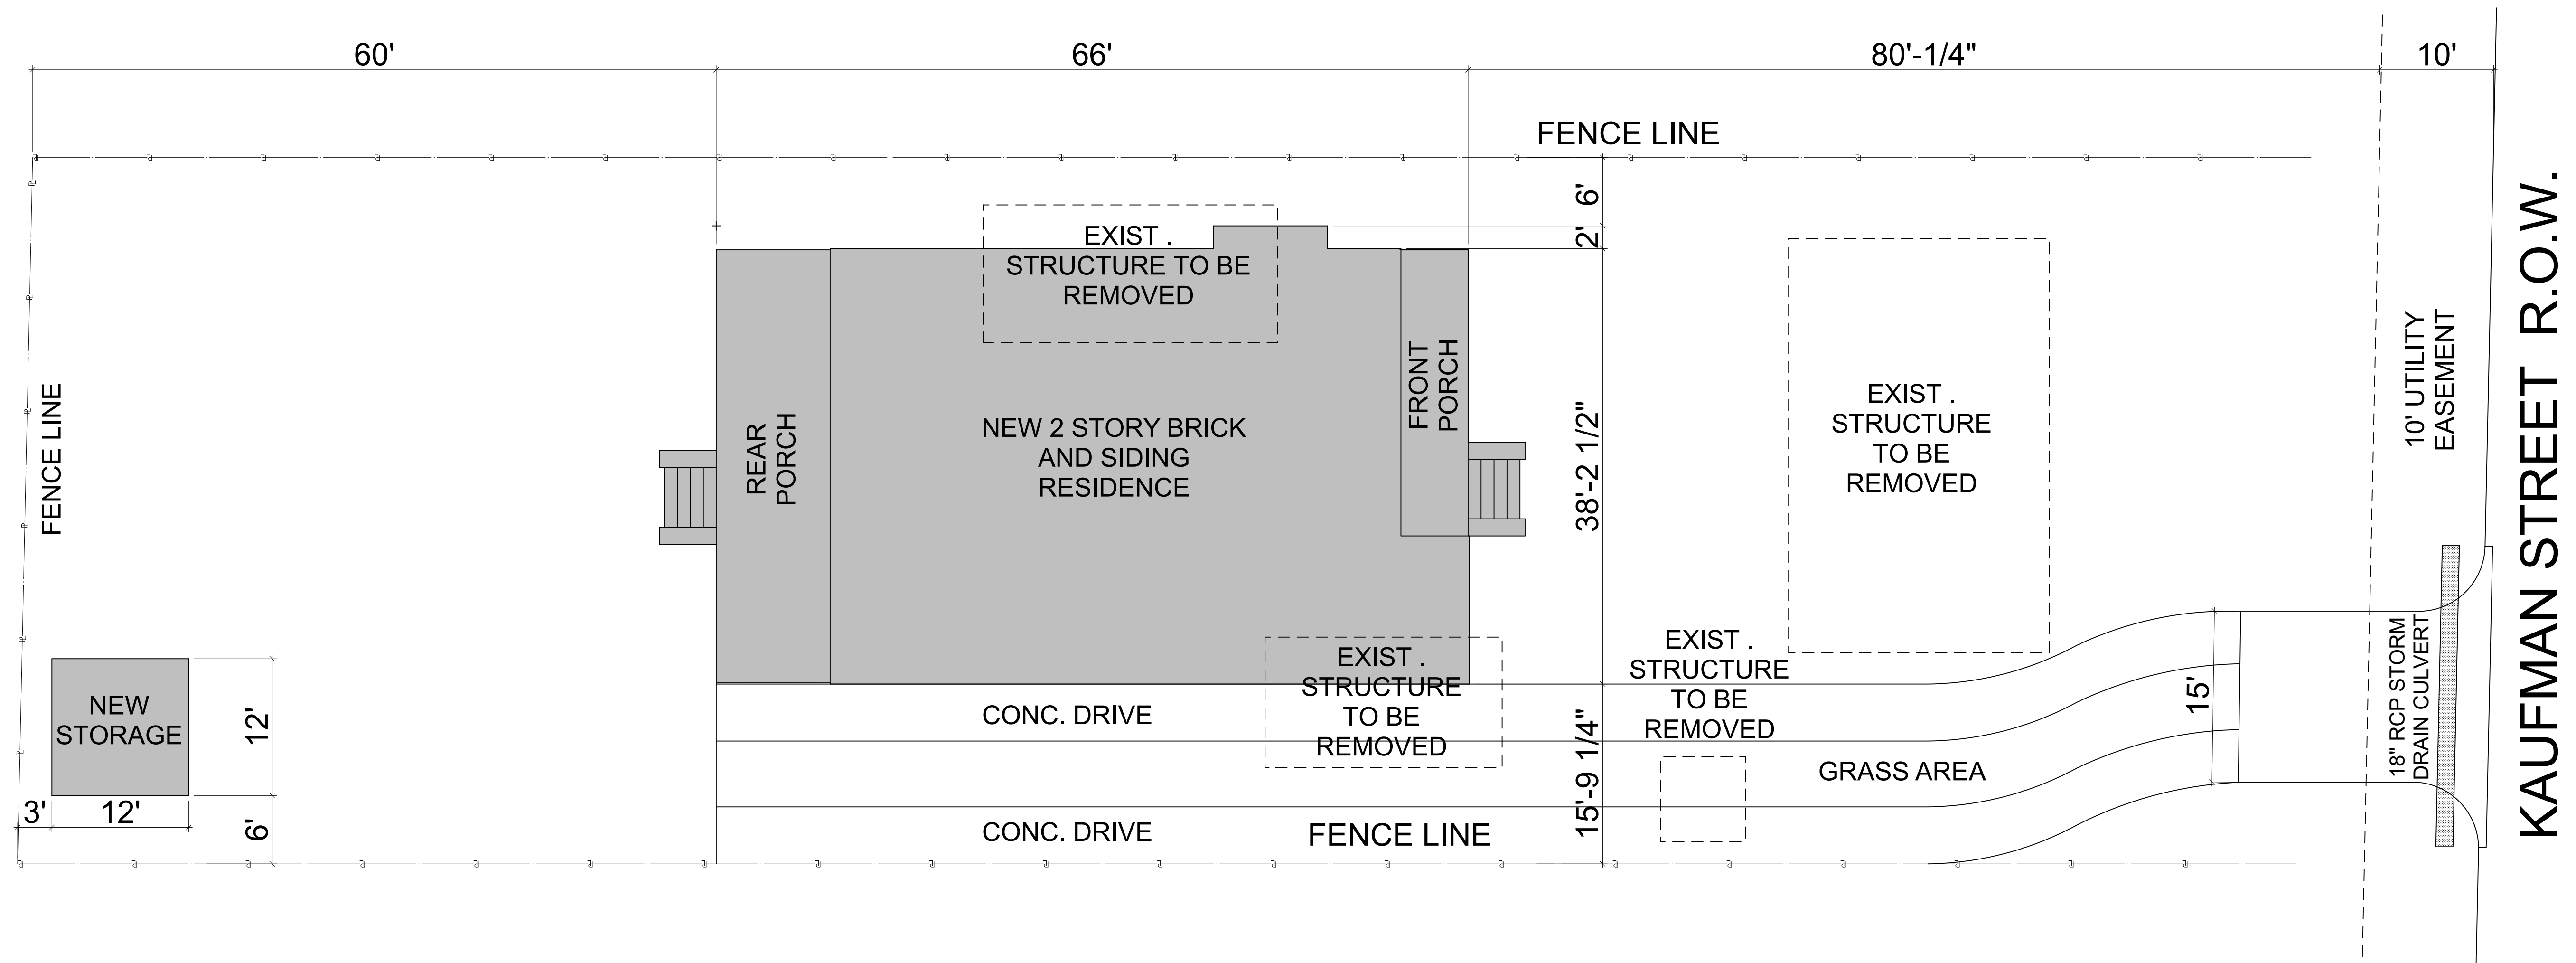 60'
66'
80'-1/4"
10'
FENCE LINE
6'
2'
EXIST .
STRUCTURE TO BE
REMOVED
FENCE LINE
REAR
PORCH
NEW 2 STORY BRICK
AND SIDING
RESIDENCE
FRONT
PORCH
38'-2 1/2"
EXIST .
STRUCTURE
TO BE
REMOVED
10' UTILITY
EASEMENT
KAUFMAN STREET R.O.W.
NEW
STORAGE
12'
3'
12'
6'
CONC. DRIVE
EXIST .
STRUCTURE
TO BE
REMOVED
EXIST .
STRUCTURE
TO BE
REMOVED
15'-9 1/4"
GRASS AREA
15'
18" RCP STORM
DRAIN CULVERT
CONC. DRIVE
FENCE LINE